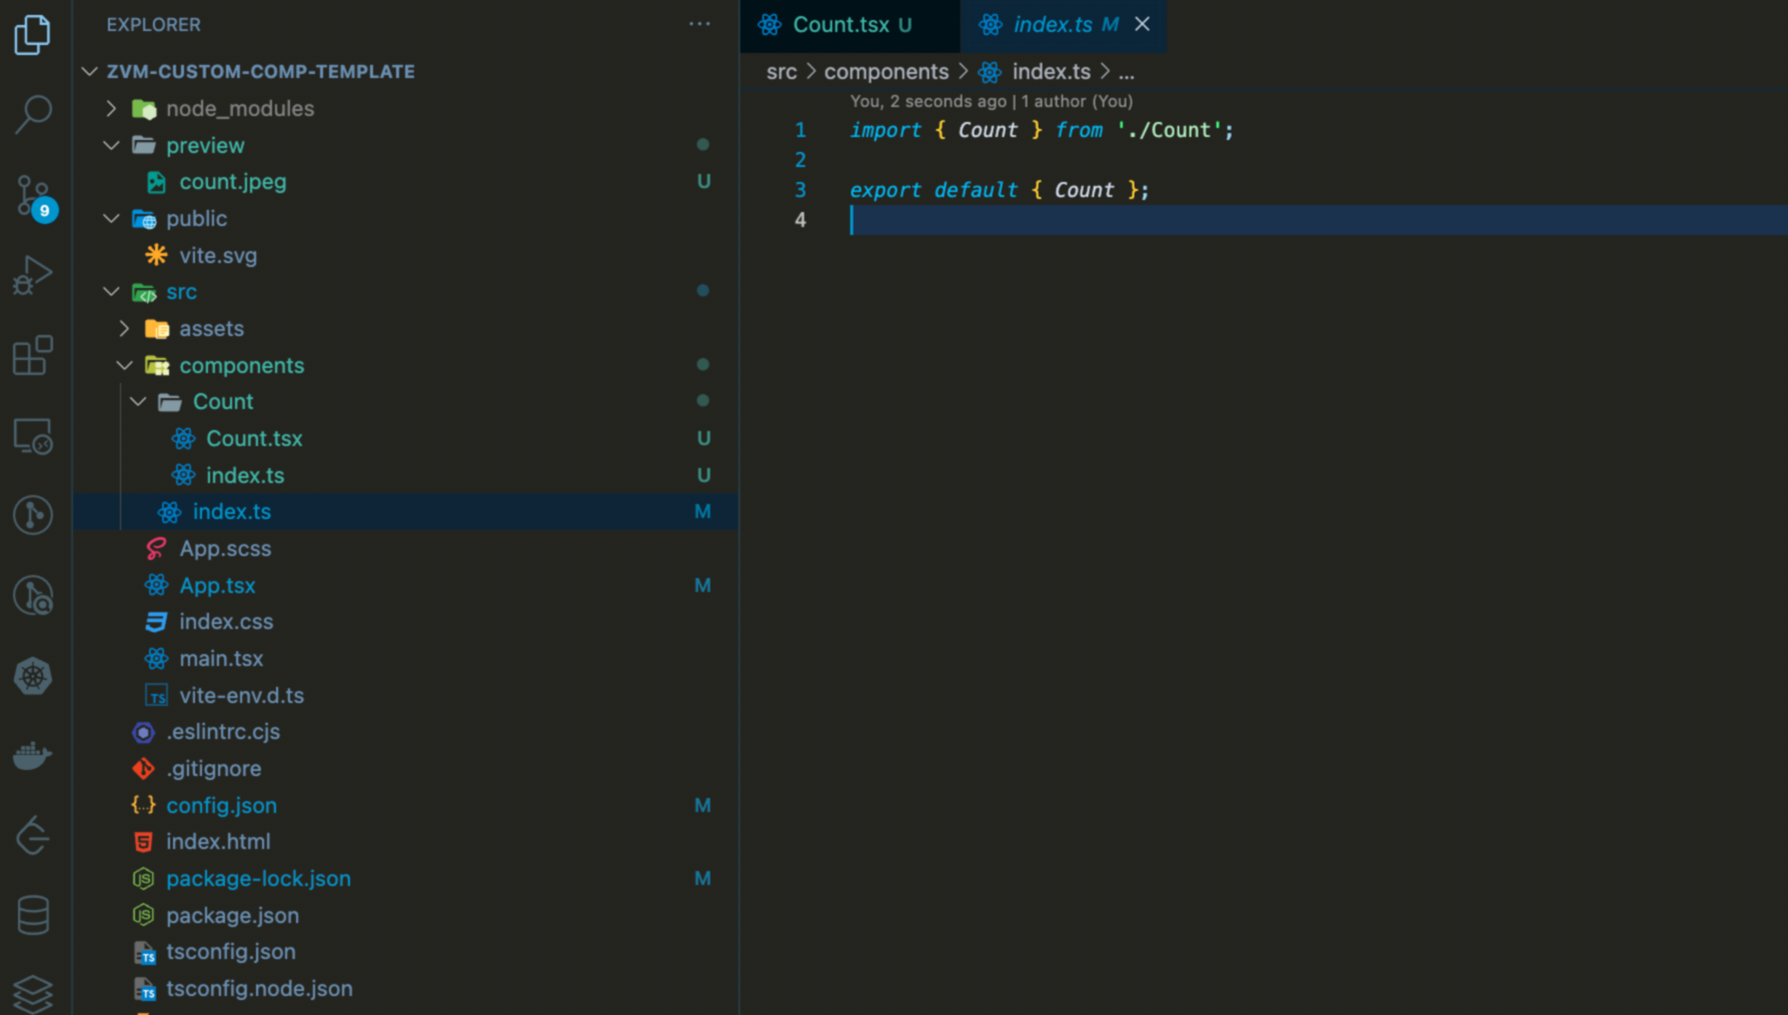 EXPLORER
ZVM-CUSTOM-COMP-TEMPLATE
node_modules
preview
count.jpeg U
9
public
vite.svg
src
assets
components
Count
Count.tsx U
index.ts U
index.ts M
App.scss
App.tsx M
index.css
main.tsx
TS vite-env.d.ts
.eslintrc.cjs
.gitignore
{..} config.json M
index.html
package-lock.json M
package.json
TS tsconfig.json
TS tsconfig.node.json
Count.tsx U
index.ts M
src > components > index.ts > ...
You, 2 seconds ago | 1 author (You)
1 import { Count } from './Count';
2
3 export default { Count };
4